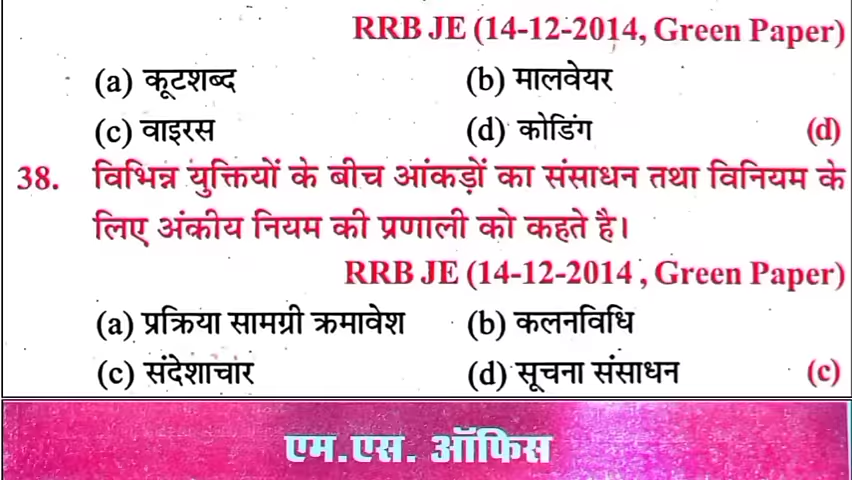 RRB JE (14-12-2014, Green Paper)
(a) कूटशब्द (b) मालवेयर
(c) वाइरस (d) कोडिंग (d)
38. विभिन्न युक्तियों के बीच आंकड़ों का संसाधन तथा विनियम के
लिए अंकीय नियम की प्रणाली को कहते है।
RRB JE (14-12-2014, Green Paper)
(a) प्रक्रिया सामग्री क्रमावेश (b) कलनविधि
(c) संदेशाचार (d) सूचना संसाधन (c)
एम.एस. ऑफिस